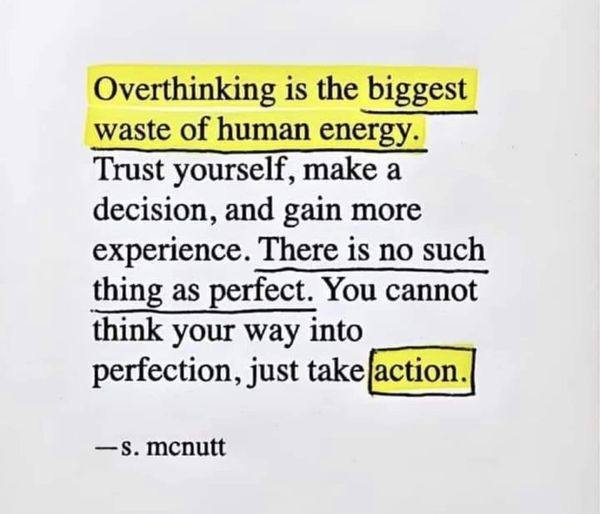 Overthinking is the biggest
waste of human energy.
Trust yourself, make a
decision, and gain more
experience. There is no such
thing as perfect. You cannot
think your way into
perfection, just take action.
—s. mcnutt